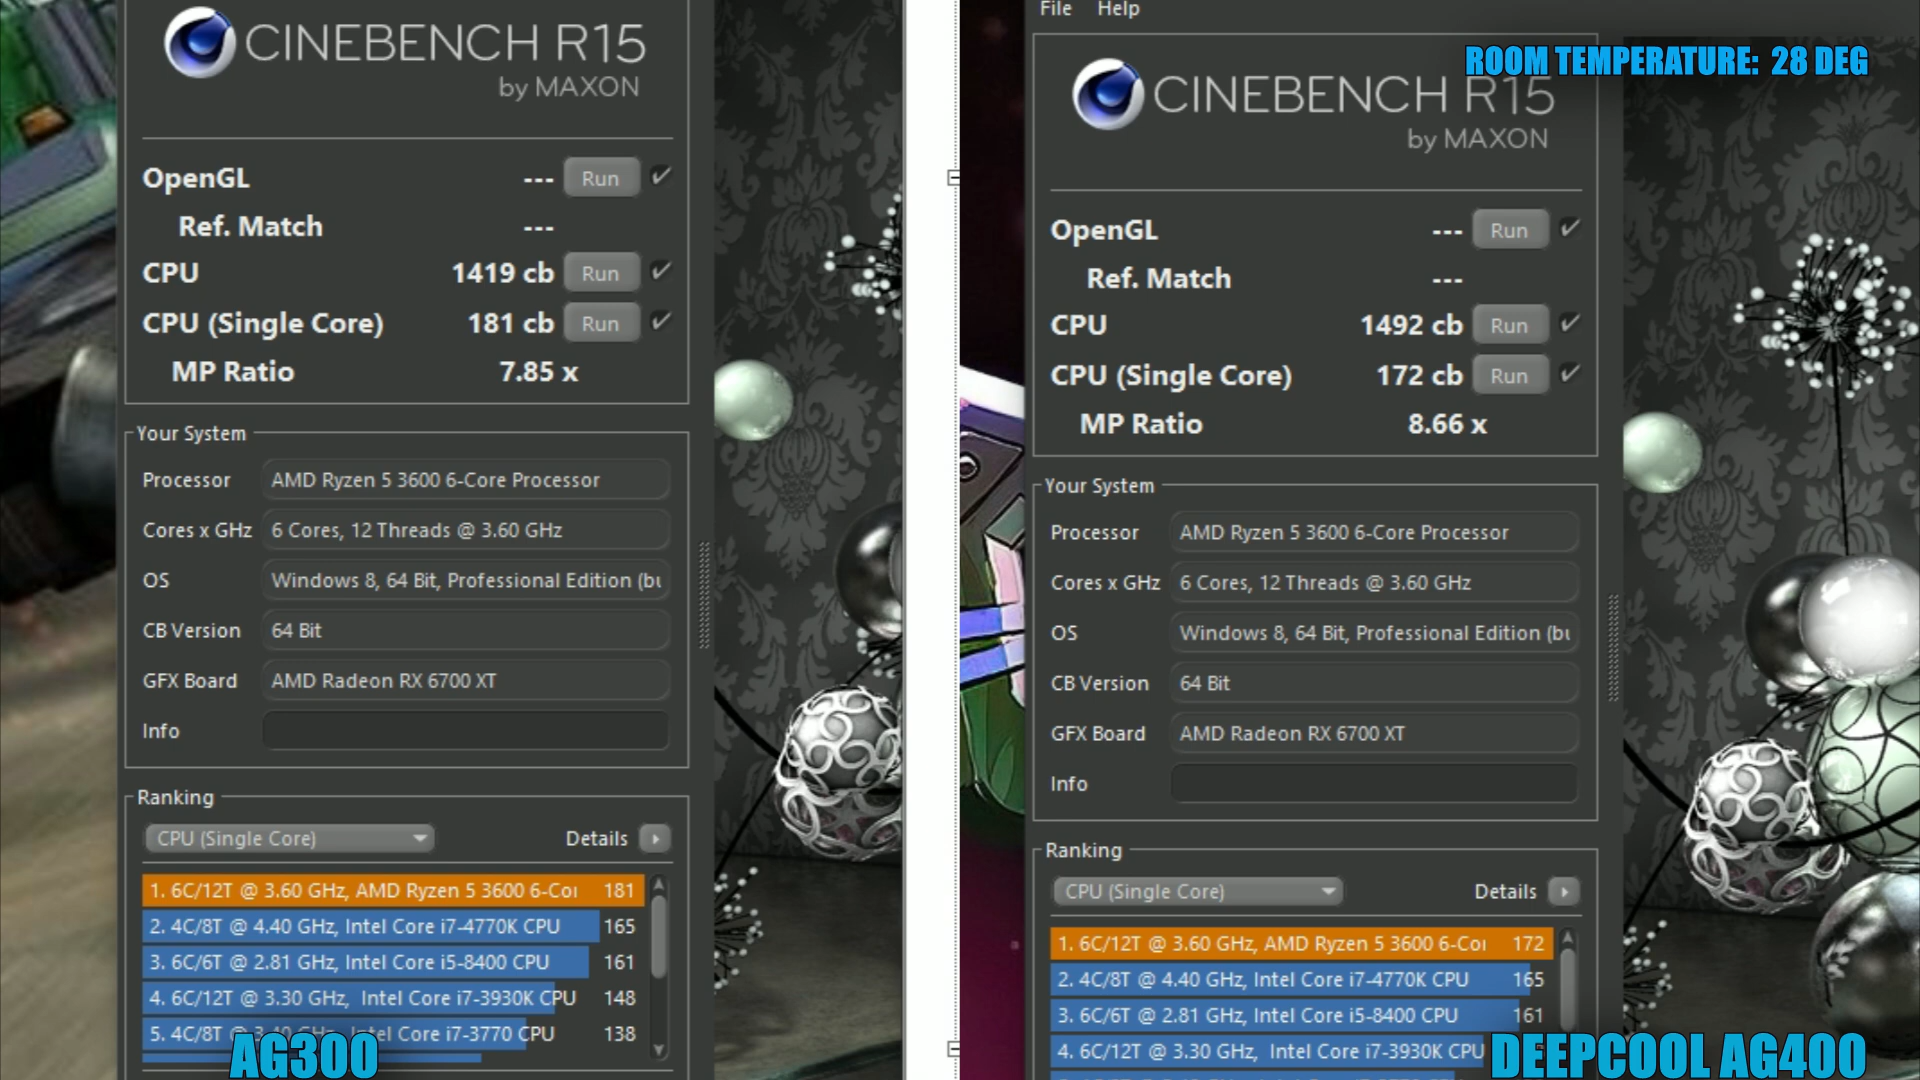 CINEBENCH R15
by MAXON
OpenGL --- Run
Ref. Match ---
CPU 1419 cb Run
CPU (Single Core) 181 cb Run
MP Ratio 7.85 x
Your System
Processor AMD Ryzen 5 3600 6-Core Processor
Cores x GHz 6 Cores, 12 Threads @ 3.60 GHz
OS Windows 8, 64 Bit, Professional Edition (bu
CB Version 64 Bit
GFX Board AMD Radeon RX 6700 XT
Info
Ranking
CPU (Single Core) Details
1. 6C/12T @ 3.60 GHz, AMD Ryzen 5 3600 6-Cor 181
2. 4C/8T @ 4.40 GHz, Intel Core i7-4770K CPU 165
3. 6C/6T @ 2.81 GHz, Intel Core i5-8400 CPU 161
4. 6C/12T @ 3.30 GHz, Intel Core i7-3930K CPU 148
5. 4C/8T @ 3.40 GHz, Intel Core i7-3770 CPU 138
AG300
File Help
ROOM TEMPERATURE: 28 DEG
CINEBENCH R15
by MAXON
OpenGL --- Run
Ref. Match ---
CPU 1492 cb Run
CPU (Single Core) 172 cb Run
MP Ratio 8.66 x
Your System
Processor AMD Ryzen 5 3600 6-Core Processor
Cores x GHz 6 Cores, 12 Threads @ 3.60 GHz
OS Windows 8, 64 Bit, Professional Edition (bu
CB Version 64 Bit
GFX Board AMD Radeon RX 6700 XT
Info
Ranking
CPU (Single Core) Details
1. 6C/12T @ 3.60 GHz, AMD Ryzen 5 3600 6-Cor 172
2. 4C/8T @ 4.40 GHz, Intel Core i7-4770K CPU 165
3. 6C/6T @ 2.81 GHz, Intel Core i5-8400 CPU 161
4. 6C/12T @ 3.30 GHz, Intel Core i7-3930K CPU
DEEPCOOL AG400